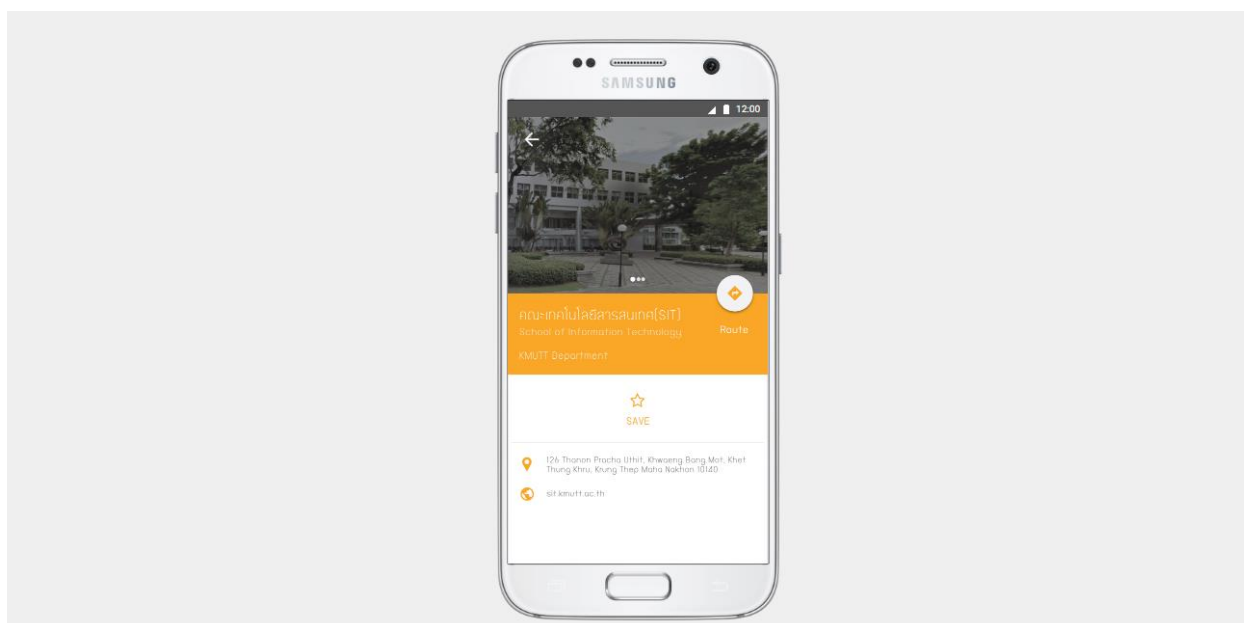 SAMSUNG
12:00
คณะเทคโนโลยีสารสนเทศ(SIT)
School of Information Technology
Route
KMUTT Department
SAVE
126 Thanon Pracha Uthit, Khwaeng Bang Mot, Khet
Thung Khru, Krung Thep Maha Nakhon 10140
sit.kmutt.ac.th